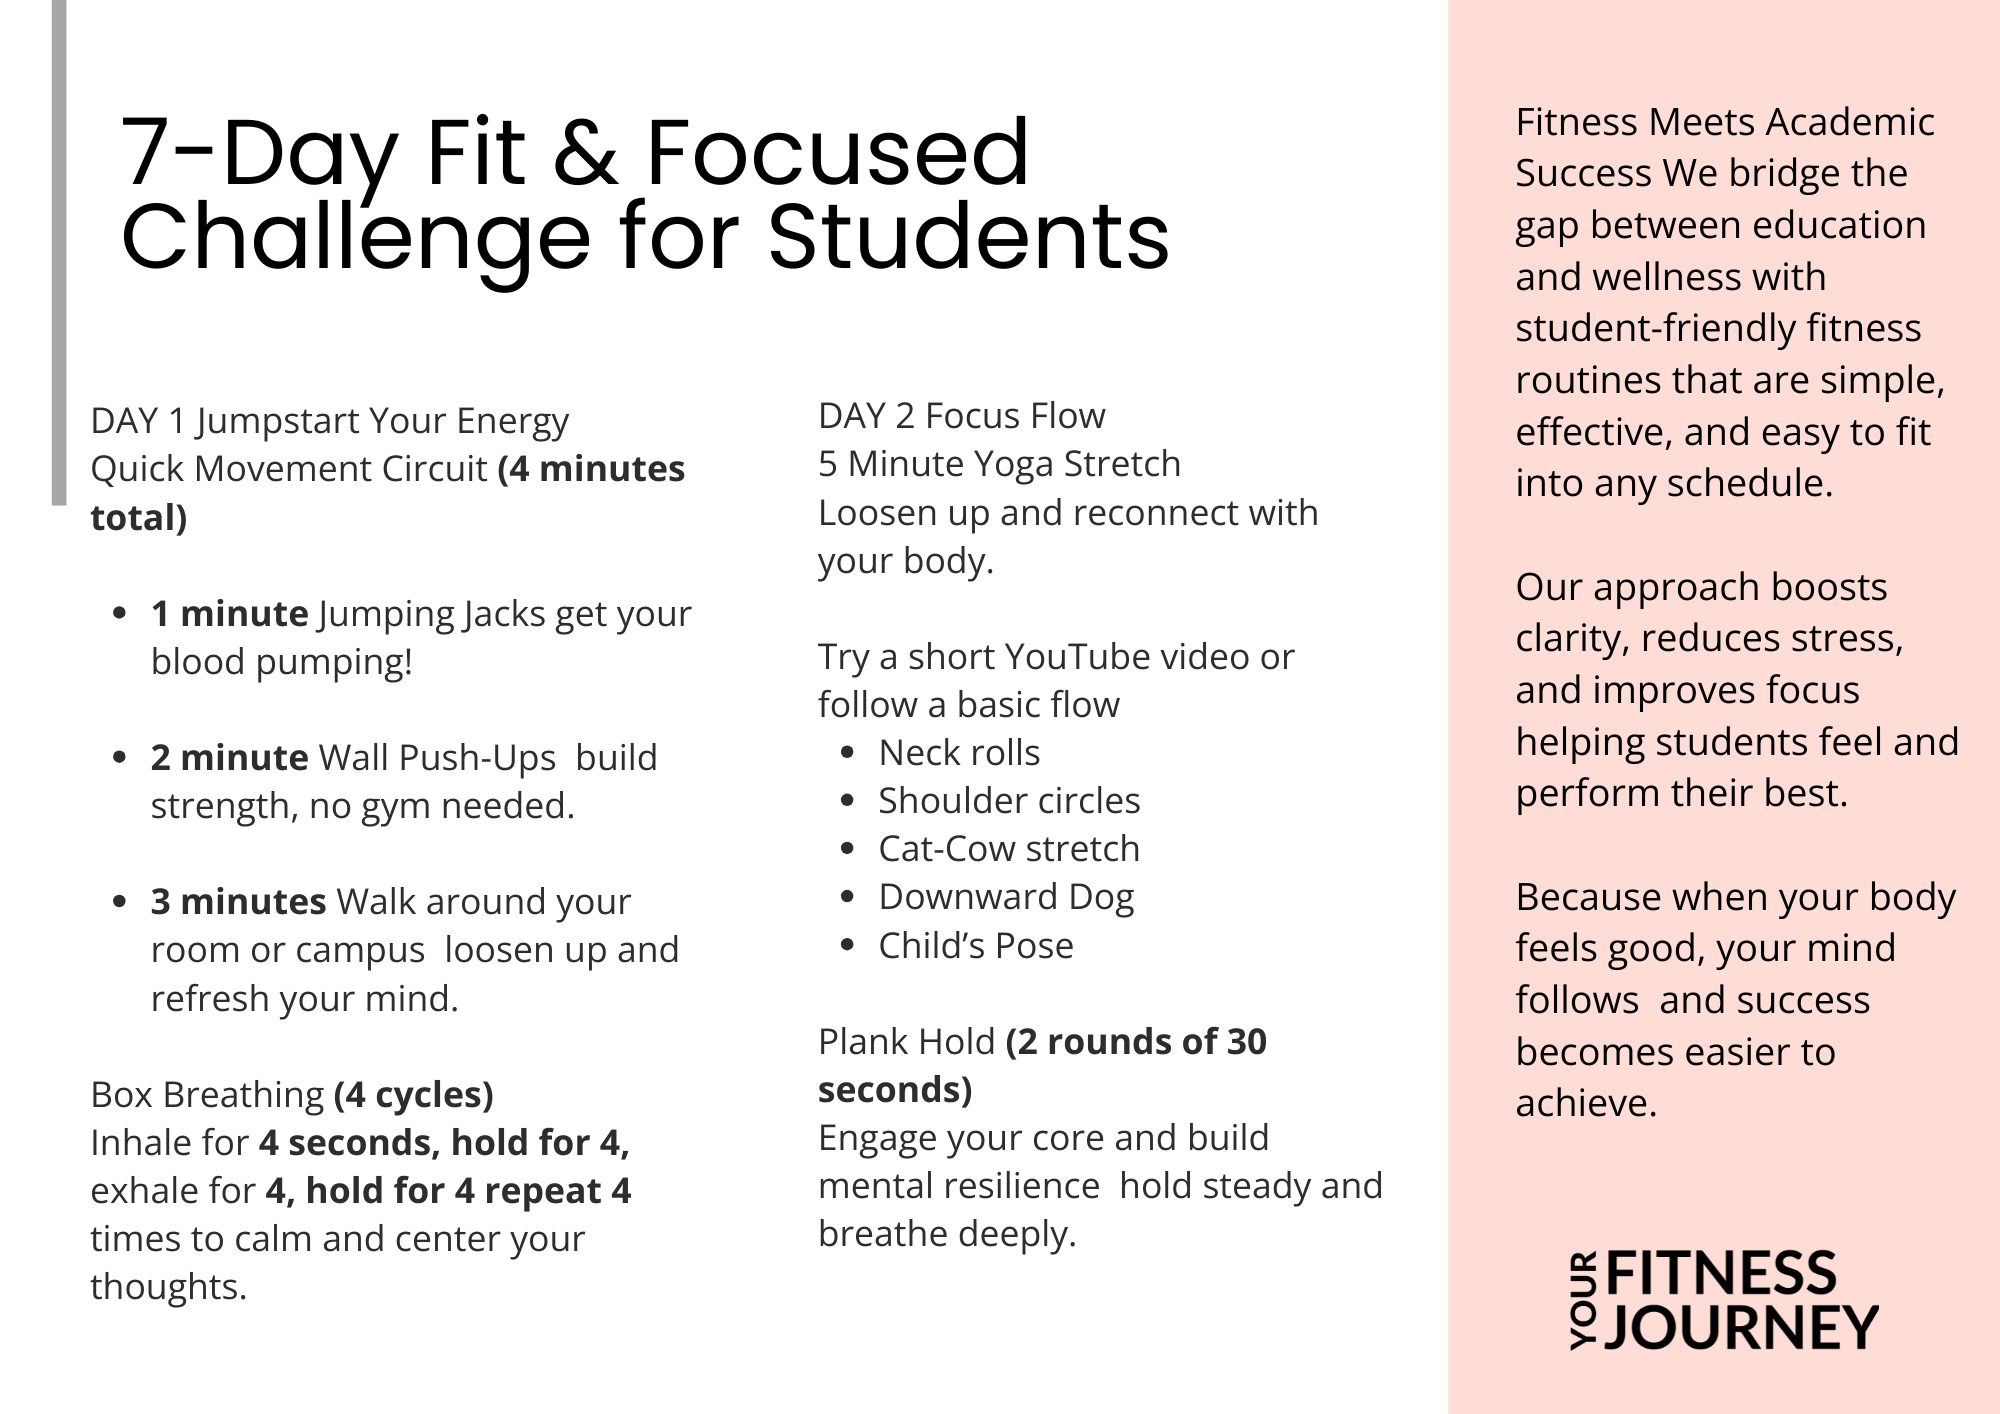 7-Day Fit & Focused
Challenge for Students
DAY 1 Jumpstart Your Energy
Quick Movement Circuit (4 minutes
total)
• 1 minute Jumping Jacks get your
blood pumping!
• 2 minute Wall Push-Ups  build
strength, no gym needed.
• 3 minutes Walk around your
room or campus  loosen up and
refresh your mind.
Box Breathing (4 cycles)
Inhale for 4 seconds, hold for 4,
exhale for 4, hold for 4 repeat 4
times to calm and center your
thoughts.
DAY 2 Focus Flow
5 Minute Yoga Stretch
Loosen up and reconnect with
your body.
Try a short YouTube video or
follow a basic flow
• Neck rolls
• Shoulder circles
• Cat-Cow stretch
• Downward Dog
• Child’s Pose
Plank Hold (2 rounds of 30
seconds)
Engage your core and build
mental resilience  hold steady and
breathe deeply.
Fitness Meets Academic
Success We bridge the
gap between education
and wellness with
student-friendly fitness
routines that are simple,
effective, and easy to fit
into any schedule.
Our approach boosts
clarity, reduces stress,
and improves focus
helping students feel and
perform their best.
Because when your body
feels good, your mind
follows  and success
becomes easier to
achieve.
YOUR
FITNESS
JOURNEY